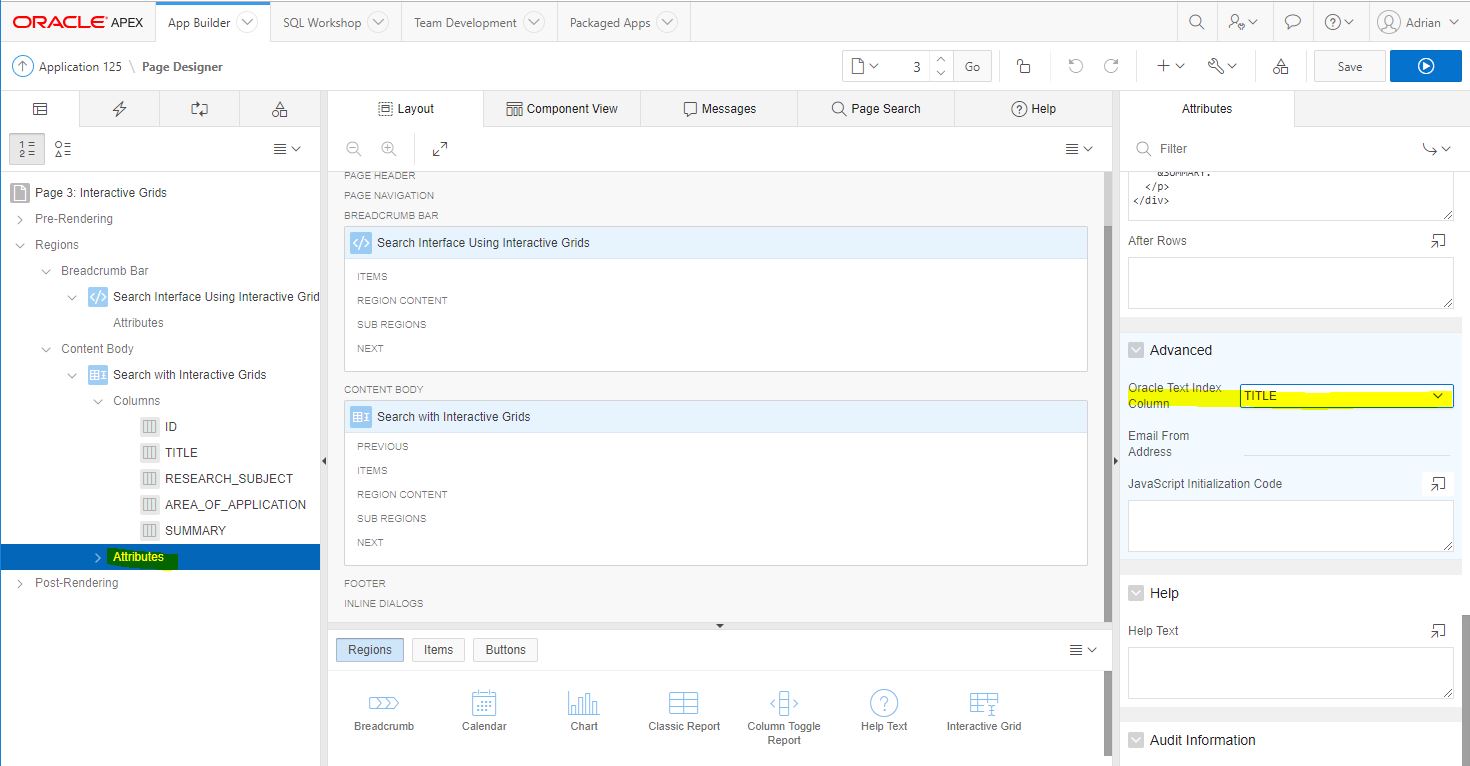 ORACLE APEX
App Builder
SQL Workshop
Team Development
Packaged Apps
Adrian
Application 125 \ Page Designer
3
Go
Save
Layout
Component View
Messages
Page Search
Help
Attributes
Filter
Page 3: Interactive Grids
Pre-Rendering
Regions
Breadcrumb Bar
Search Interface Using Interactive Grid
Attributes
Content Body
Search with Interactive Grids
Columns
ID
TITLE
RESEARCH_SUBJECT
AREA_OF_APPLICATION
SUMMARY
Attributes
Post-Rendering
PAGE HEADER
PAGE NAVIGATION
BREADCRUMB BAR
Search Interface Using Interactive Grids
ITEMS
REGION CONTENT
SUB REGIONS
NEXT
CONTENT BODY
Search with Interactive Grids
PREVIOUS
ITEMS
REGION CONTENT
SUB REGIONS
NEXT
FOOTER
INLINE DIALOGS
Regions
Items
Buttons
Breadcrumb
Calendar
Chart
Classic Report
Column Toggle
Report
Help Text
Interactive Grid
&SUMMARY.
</p>
</div>
After Rows
Advanced
Oracle Text Index
Column
TITLE
Email From
Address
JavaScript Initialization Code
Help
Help Text
Audit Information